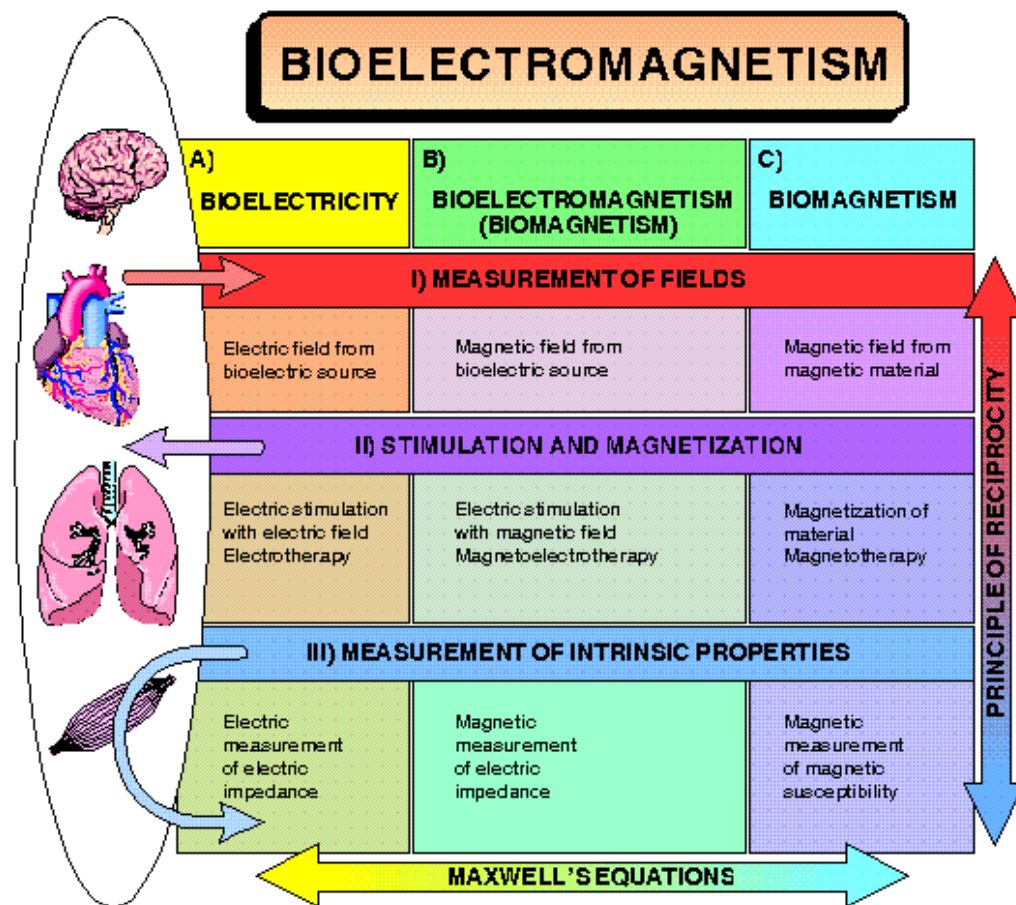 BIOELECTROMAGNETISM
A)
BIOELECTRICITY
B)
BIOELECTROMAGNETISM
(BIOMAGNETISM)
C)
BIOMAGNETISM
I) MEASUREMENT OF FIELDS
Electric field from
bioelectric source
Magnetic field from
bioelectric source
Magnetic field from
magnetic material
II) STIMULATION AND MAGNETIZATION
Electric stimulation
with electric field
Electrotherapy
Electric stimulation
with magnetic field
Magnetoelectrotherapy
Magnetization of
material
Magnetotherapy
III) MEASUREMENT OF INTRINSIC PROPERTIES
Electric
measurement
of electric
impedance
Magnetic
measurement
of electric
impedance
Magnetic
measurement
of magnetic
susceptibility
PRINCIPLE OF RECIPROCITY
MAXWELL'S EQUATIONS